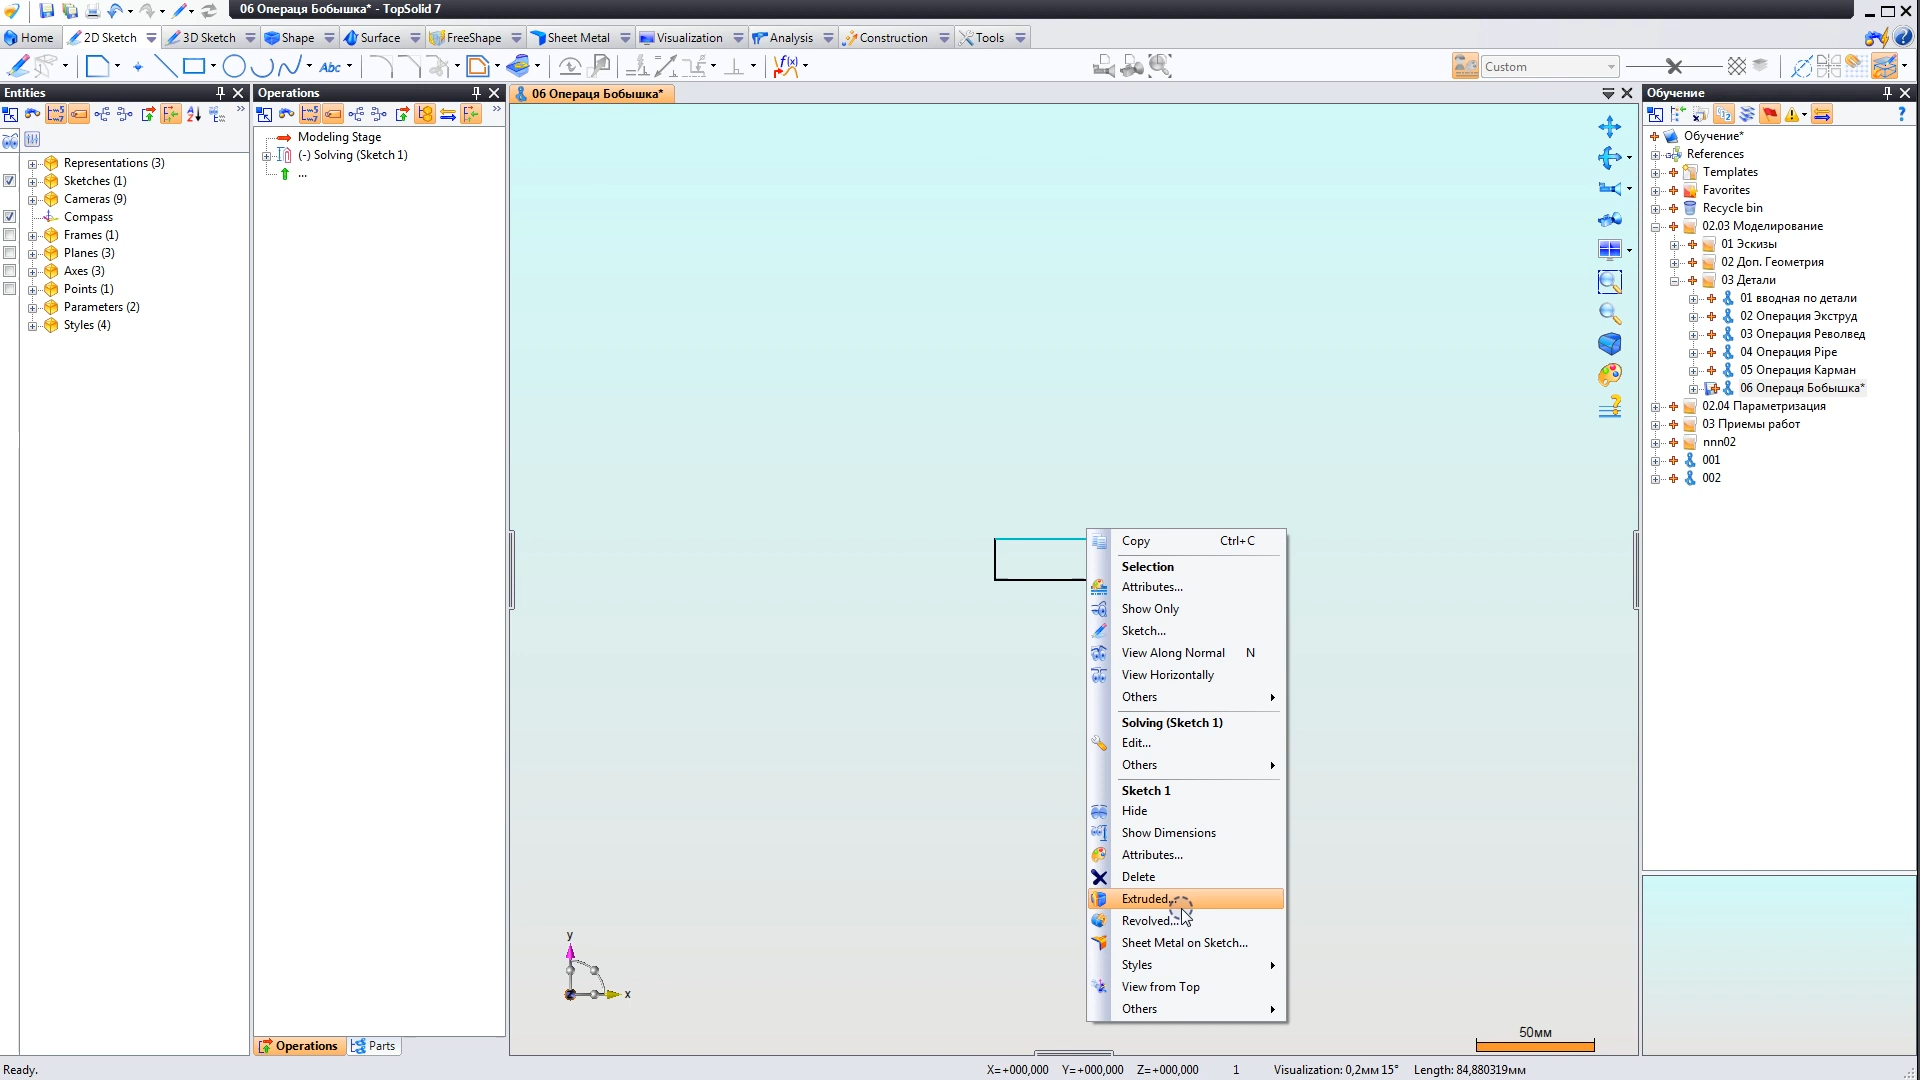 06 Операця Бобышка* - TopSolid 7
Home
2D Sketch
3D Sketch
Shape
Surface
FreeShape
Sheet Metal
Visualization
Analysis
Construction
Tools
Abc
f(x)
Custom
Entities
Representations (3)
Sketches (1)
Cameras (9)
Compass
Frames (1)
Planes (3)
Axes (3)
Points (1)
Parameters (2)
Styles (4)
Operations
Modeling Stage
(-) Solving (Sketch 1)
...
Operations
Parts
06 Операця Бобышка*
Copy Ctrl+C
Selection
Attributes...
Show Only
Sketch...
View Along Normal N
View Horizontally
Others
Solving (Sketch 1)
Edit...
Others
Sketch 1
Hide
Show Dimensions
Attributes...
Delete
Extruded...
Revolved...
Sheet Metal on Sketch...
Styles
View from Top
Others
y
x
50мм
Обучение
Обучение*
References
Templates
Favorites
Recycle bin
02.03 Моделирование
01 Эскизы
02 Доп. Геометрия
03 Детали
01 вводная по детали
02 Операция Экструд
03 Операция Револвед
04 Операция Pipe
05 Операция Карман
06 Операця Бобышка*
02.04 Параметризация
03 Приемы работ
nnn02
001
002
Ready.
X=+000,000 Y=+000,000 Z=+000,000 1 Visualization: 0,2мм 15° Length: 84,880319мм